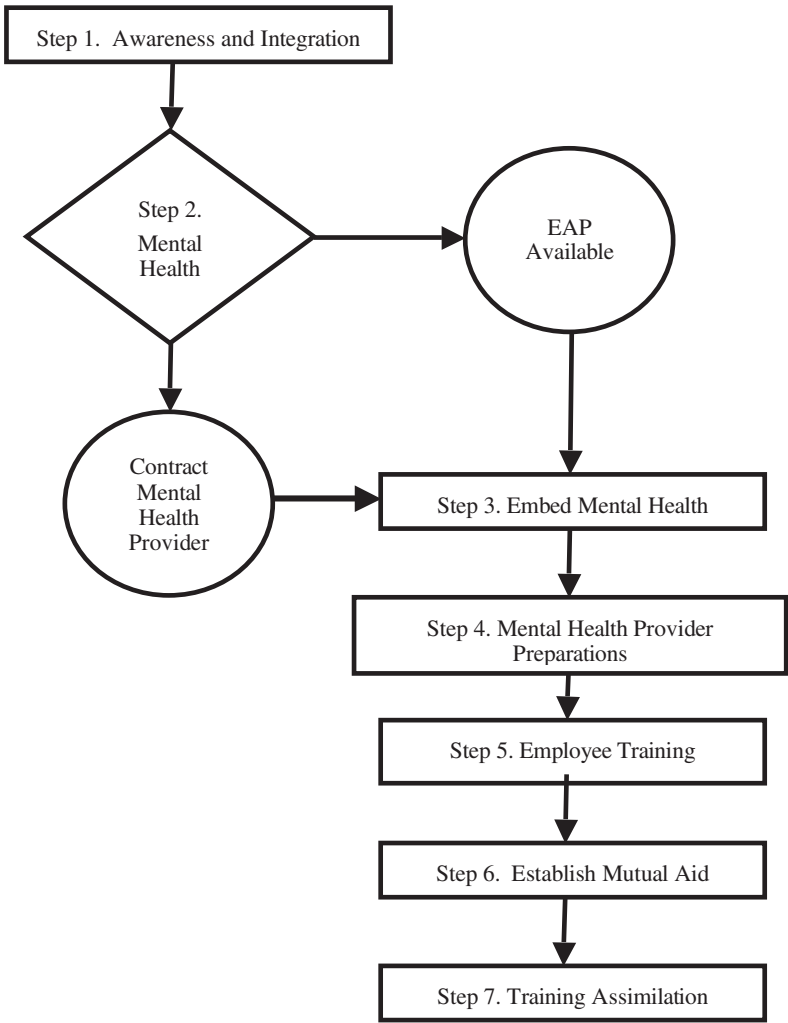 Step 1.  Awareness and Integration
Step 2.
Mental
Health
EAP
Available
Contract
Mental
Health
Provider
Step 3. Embed Mental Health
Step 4. Mental Health Provider
Preparations
Step 5. Employee Training
Step 6.  Establish Mutual Aid
Step 7. Training Assimilation